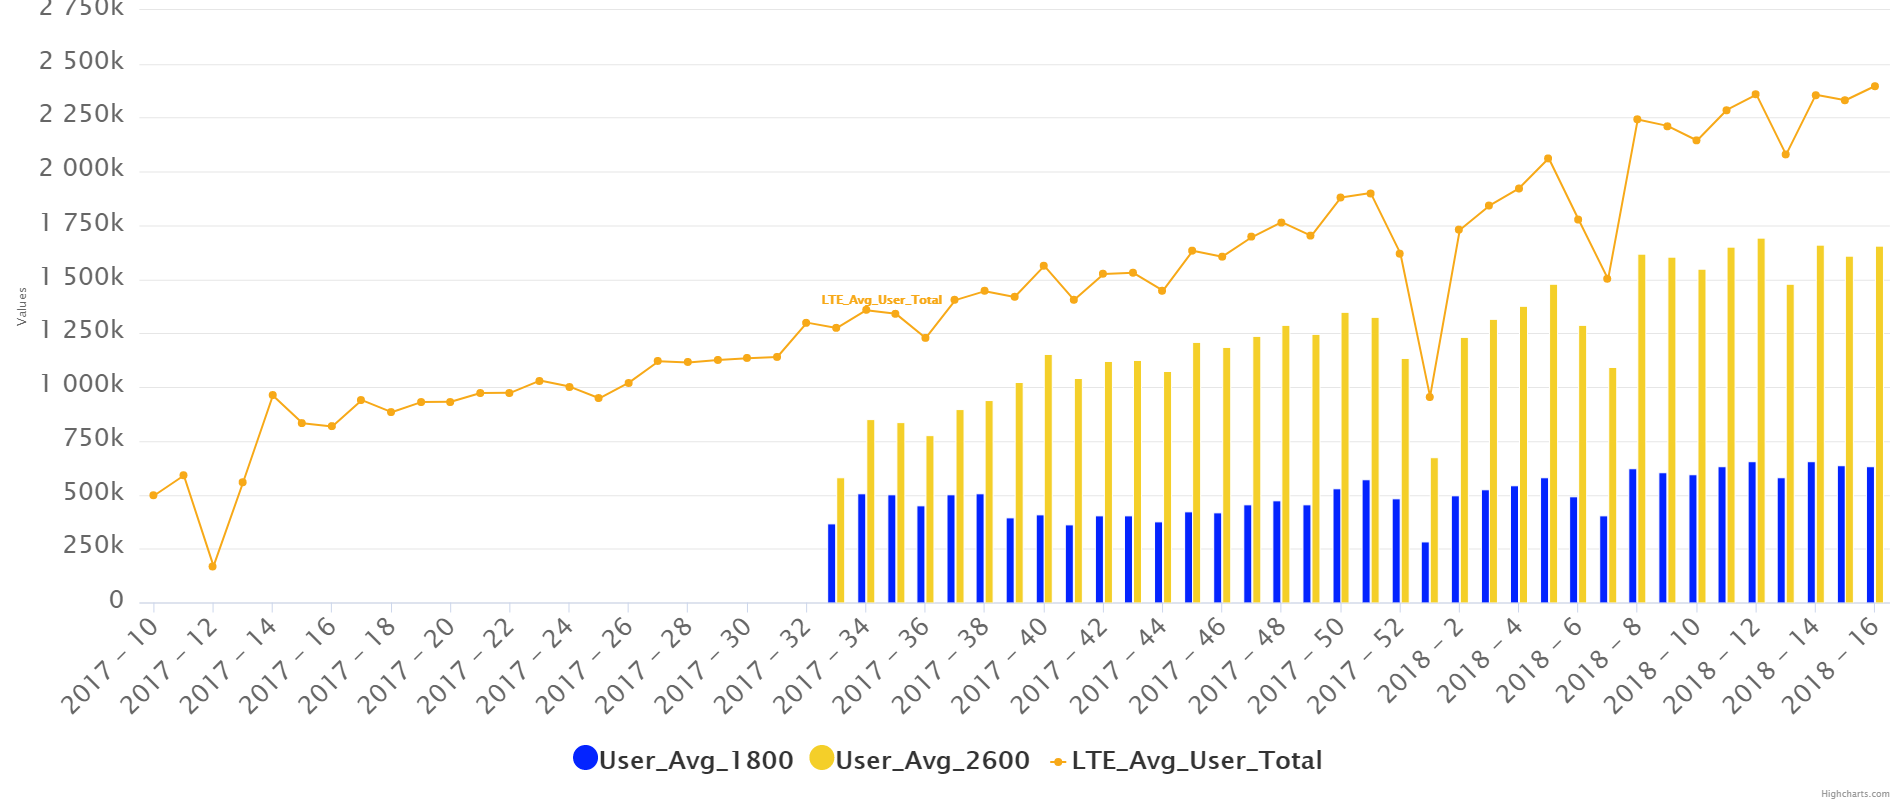 2 750k
2 500k
2 250k
2 000k
1 750k
1 500k
1 250k
1 000k
750k
500k
250k
0
Values
LTE_Avg_User_Total
2017 – 10
2017 – 12
2017 – 14
2017 – 16
2017 – 18
2017 – 20
2017 – 22
2017 – 24
2017 – 26
2017 – 28
2017 – 30
2017 – 32
2017 – 34
2017 – 36
2017 – 38
2017 – 40
2017 – 42
2017 – 44
2017 – 46
2017 – 48
2017 – 50
2017 – 52
2018 – 2
2018 – 4
2018 – 6
2018 – 8
2018 – 10
2018 – 12
2018 – 14
2018 – 16
User_Avg_1800 User_Avg_2600 LTE_Avg_User_Total
Highcharts.com